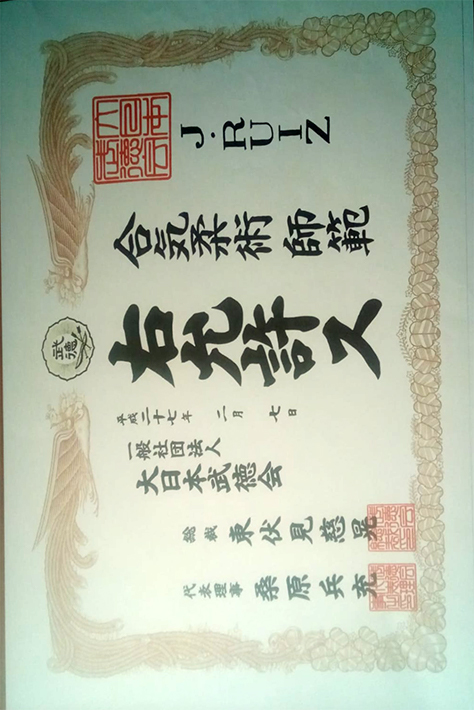 J. RUIZ
合気柔術 師範
右允許ス
平成二十七年 二月 七日
一般社団法人
大日本武徳会
総裁 東伏見慈晃
代表理事 桑原兵充
武徳